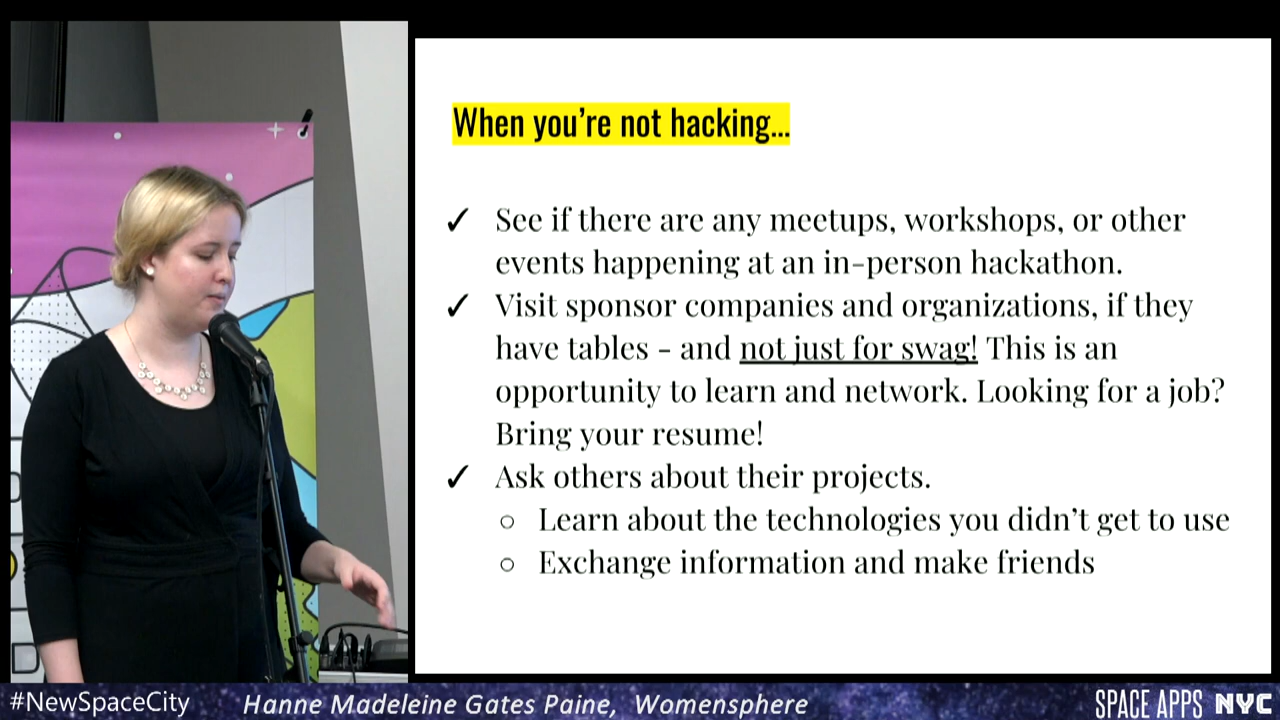 When you're not hacking...
✓ See if there are any meetups, workshops, or other
events happening at an in-person hackathon.
✓ Visit sponsor companies and organizations, if they
have tables - and not just for swag! This is an
opportunity to learn and network. Looking for a job?
Bring your resume!
✓ Ask others about their projects.
○ Learn about the technologies you didn't get to use
○ Exchange information and make friends
#NewSpaceCity
Hanne Madeleine Gates Paine, Womensphere
SPACE APPS NYC